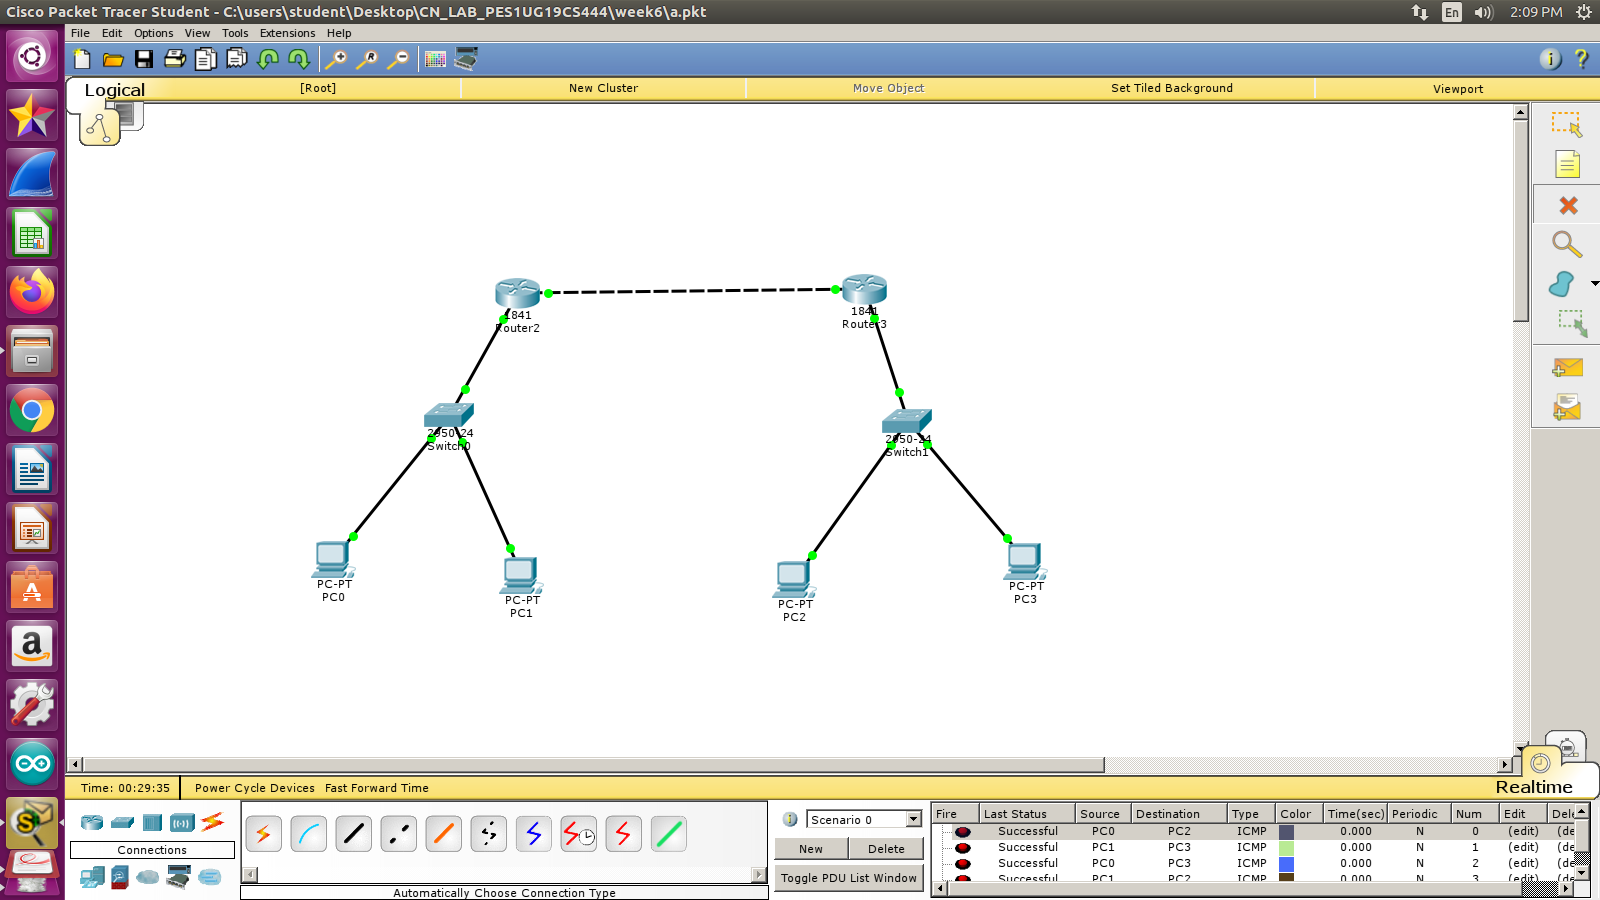 Cisco Packet Tracer Student - C:\users\student\Desktop\CN_LAB_PES1UG19CS444\week6\a.pkt
En
2:09 PM
File Edit Options View Tools Extensions Help
Logical
[Root]
New Cluster
Move Object
Set Tiled Background
Viewport
1841
Router2
1841
Router3
2950-24
Switch0
2950-24
Switch1
PC-PT
PC0
PC-PT
PC1
PC-PT
PC2
PC-PT
PC3
Time: 00:29:35
Power Cycle Devices Fast Forward Time
Realtime
Connections
Automatically Choose Connection Type
Scenario 0
New
Delete
Toggle PDU List Window
Fire Last Status Source Destination Type Color Time(sec) Periodic Num Edit Dele
Successful PC0 PC2 ICMP 0.000 N 0 (edit) (de
Successful PC1 PC3 ICMP 0.000 N 1 (edit) (de
Successful PC0 PC3 ICMP 0.000 N 2 (edit) (de
Successful PC1 PC2 ICMP 0.000 N 3 (edit) (de